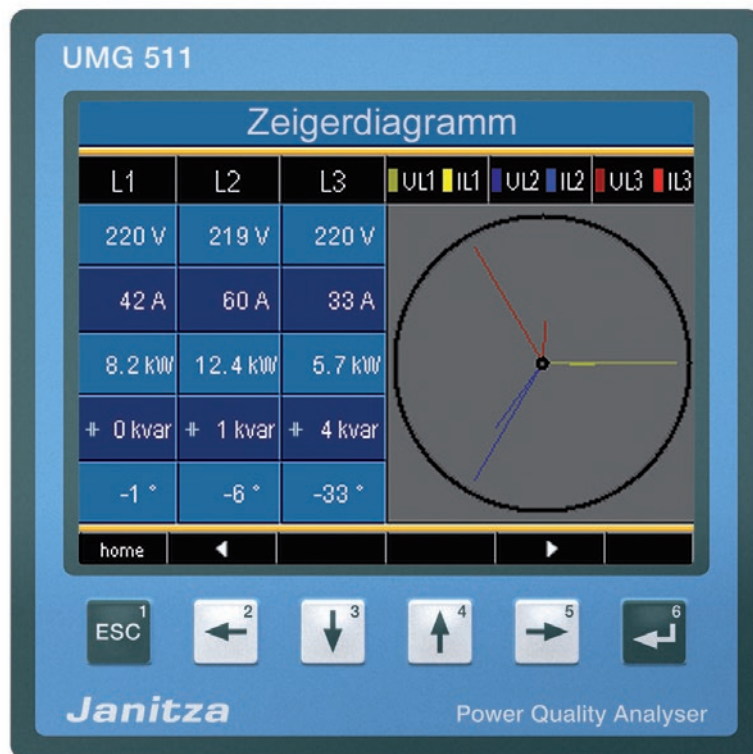 UMG 511
Zeigerdiagramm
L1 L2 L3 UL1 IL1 UL2 IL2 UL3 IL3
220 V 219 V 220 V
42 A 60 A 33 A
8.2 kW 12.4 kW 5.7 kW
0 kvar 1 kvar 4 kvar
-1 ° -6 ° -33 °
home
ESC 1 2 3 4 5 6
Janitza Power Quality Analyser